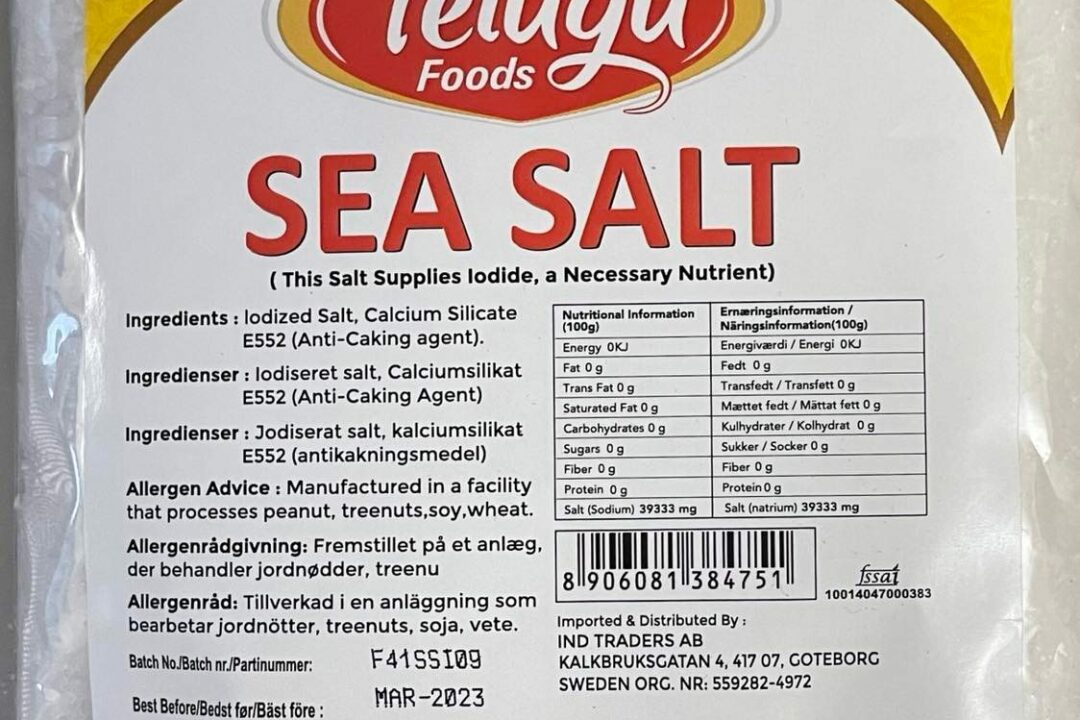 Telugu
Foods
SEA SALT
( This Salt Supplies Iodide, a Necessary Nutrient)
Ingredients : Iodized Salt, Calcium Silicate
E552 (Anti-Caking agent).
Ingredienser : Iodiseret salt, Calciumsilikat
E552 (Anti-Caking Agent)
Ingredienser : Jodiserat salt, kalciumsilikat
E552 (antikakningsmedel)
Allergen Advice : Manufactured in a facility
that processes peanut, treenuts,soy,wheat.
Allergenrådgivning: Fremstillet på et anlæg,
der behandler jordnødder, treenu
Allergenråd: Tillverkad i en anläggning som
bearbetar jordnötter, treenuts, soja, vete.
Batch No./Batch nr./Partinummer: F41SSI09
Best Before/Bedst før/Bäst före : MAR-2023
Nutritional Information
(100g)
Ernæringsinformation /
Näringsinformation(100g)
Energy 0KJ Energiværdi / Energi 0KJ
Fat 0 g Fedt 0 g
Trans Fat 0 g Transfedt / Transfett 0 g
Saturated Fat 0 g Mættet fedt / Mättat fett 0 g
Carbohydrates 0 g Kulhydrater / Kolhydrat 0 g
Sugars 0 g Sukker / Socker 0 g
Fiber 0 g Fiber 0 g
Protein 0 g Protein 0 g
Salt (Sodium) 39333 mg Salt (natrium) 39333 mg
8 906081 384751
fssai
10014047000383
Imported & Distributed By :
IND TRADERS AB
KALKBRUKSGATAN 4, 417 07, GOTEBORG
SWEDEN ORG. NR: 559282-4972